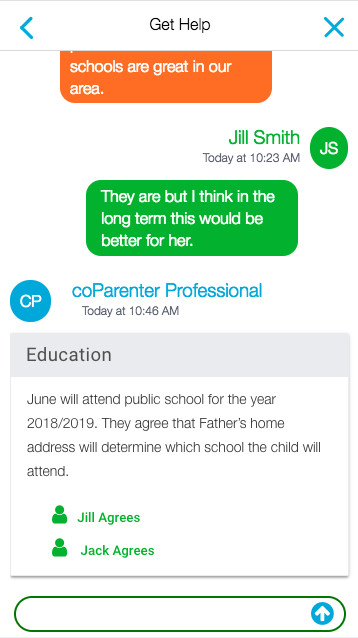 Get Help
schools are great in our
area.
Jill Smith
JS
Today at 10:23 AM
They are but I think in the
long term this would be
better for her.
CP
coParenter Professional
Today at 10:46 AM
Education
June will attend public school for the year
2018/2019. They agree that Father's home
address will determine which school the child will
attend.
Jill Agrees
Jack Agrees